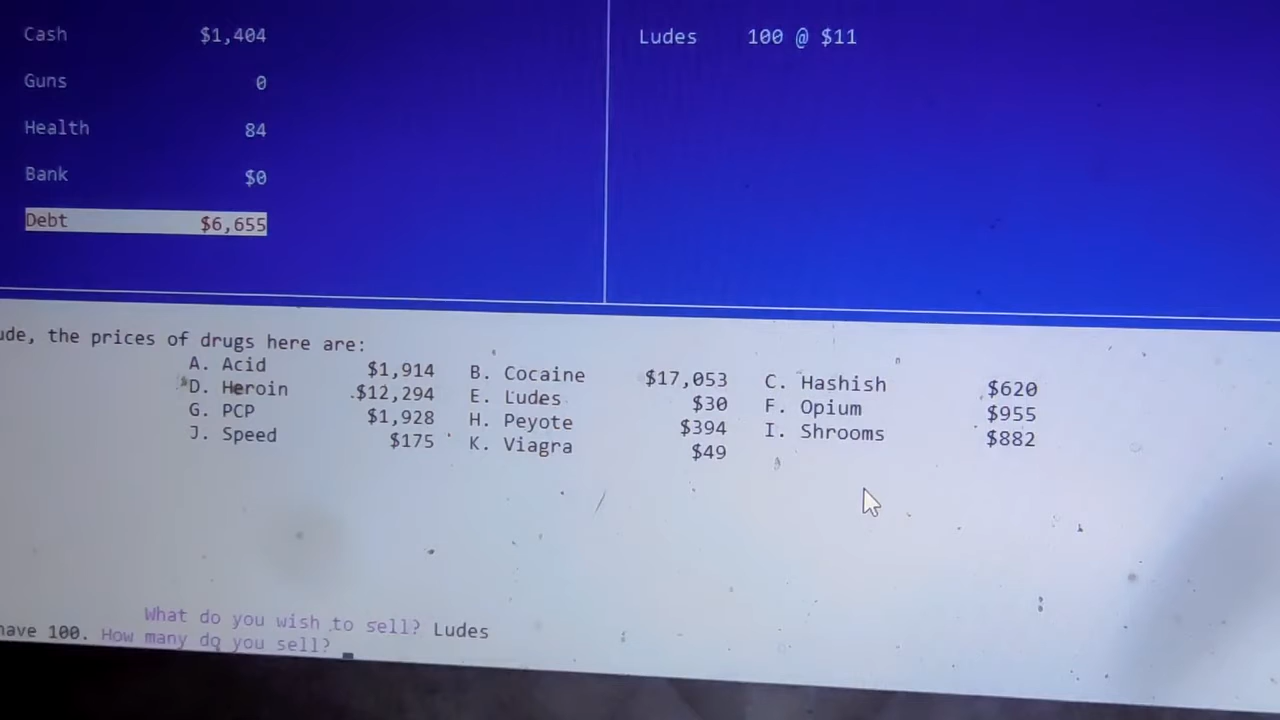 Cash $1,404
Ludes 100 @ $11
Guns 0
Health 84
Bank $0
Debt $6,655
the prices of drugs here are:
A. Acid $1,914 B. Cocaine $17,053 C. Hashish $620
D. Heroin $12,294 E. Ludes $30 F. Opium $955
G. PCP $1,928 H. Peyote $394 I. Shrooms $882
J. Speed $175 K. Viagra $49
What do you wish to sell? Ludes
have 100. How many do you sell?